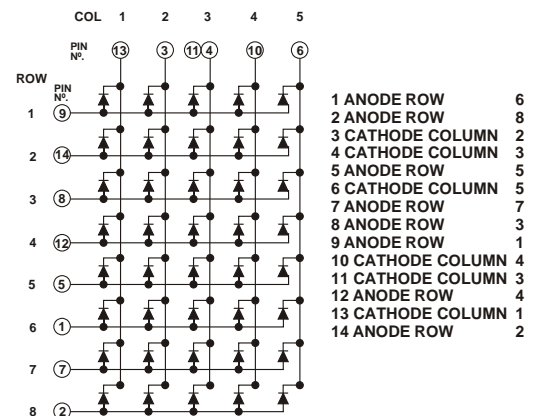 COL 1 2 3 4 5
PIN Nº. 13 3 11 4 10 6
ROW PIN Nº.
1 9
2 14
3 8
4 12
5 5
6 1
7 7
8 2
1 ANODE ROW 6
2 ANODE ROW 8
3 CATHODE COLUMN 2
4 CATHODE COLUMN 3
5 ANODE ROW 5
6 CATHODE COLUMN 5
7 ANODE ROW 7
8 ANODE ROW 3
9 ANODE ROW 1
10 CATHODE COLUMN 4
11 CATHODE COLUMN 3
12 ANODE ROW 4
13 CATHODE COLUMN 1
14 ANODE ROW 2